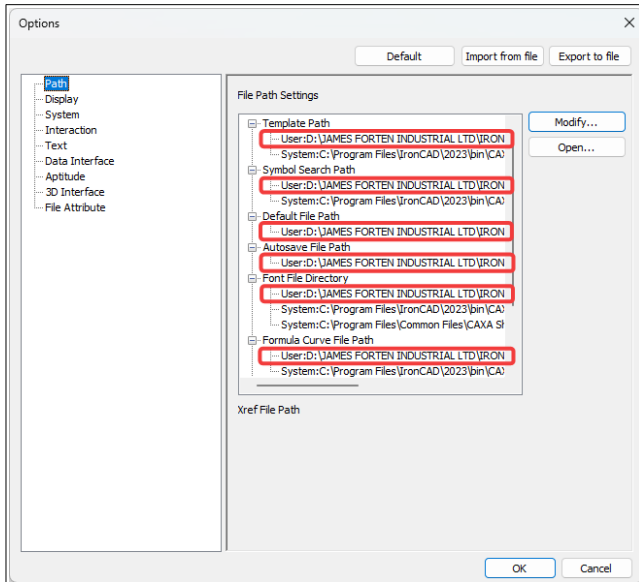 Options
Default
Import from file
Export to file
Path
Display
System
Interaction
Text
Data Interface
Aptitude
3D Interface
File Attribute
File Path Settings
Template Path
User:D:\JAMES FORTEN INDUSTRIAL LTD\IRON
System:C:\Program Files\IronCAD\2023\bin\CAX
Symbol Search Path
User:D:\JAMES FORTEN INDUSTRIAL LTD\IRON
System:C:\Program Files\IronCAD\2023\bin\CAX
Default File Path
User:D:\JAMES FORTEN INDUSTRIAL LTD\IRON
Autosave File Path
User:D:\JAMES FORTEN INDUSTRIAL LTD\IRON
Font File Directory
User:D:\JAMES FORTEN INDUSTRIAL LTD\IRON
System:C:\Program Files\IronCAD\2023\bin\CAX
System:C:\Program Files\Common Files\CAXA Sh
Formula Curve File Path
User:D:\JAMES FORTEN INDUSTRIAL LTD\IRON
System:C:\Program Files\IronCAD\2023\bin\CAX
Modify...
Open...
Xref File Path
OK
Cancel